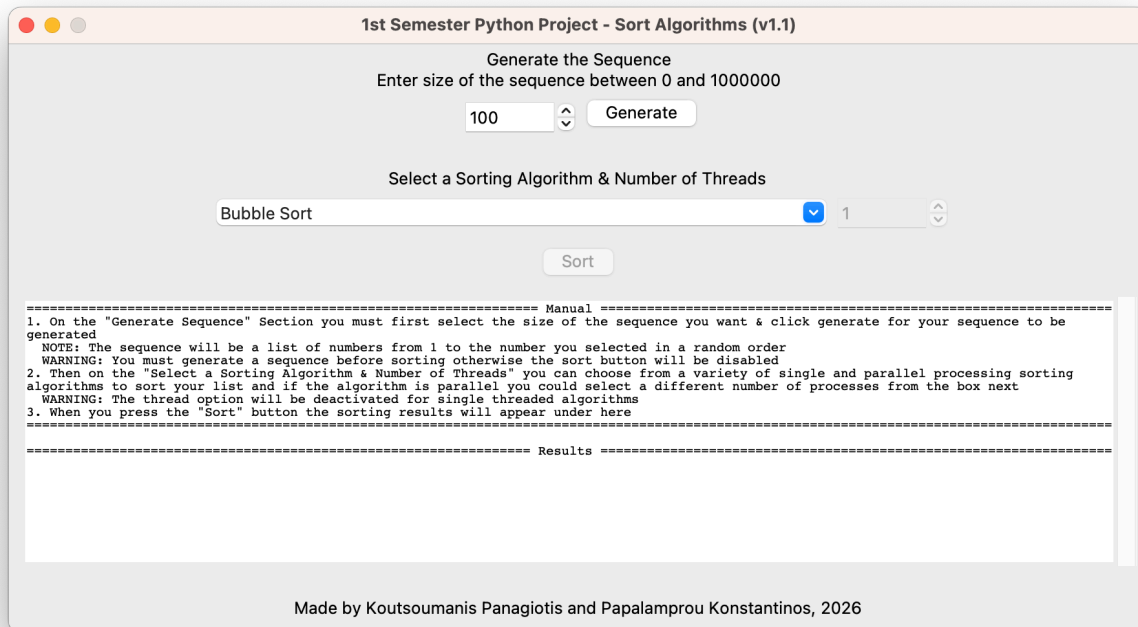 1st Semester Python Project - Sort Algorithms (v1.1)
Generate the Sequence
Enter size of the sequence between 0 and 1000000
100 Generate
Select a Sorting Algorithm & Number of Threads
Bubble Sort 1
Sort
================================================================== Manual ==================================================================
1. On the "Generate Sequence" Section you must first select the size of the sequence you want & click generate for your sequence to be
generated
  NOTE: The sequence will be a list of numbers from 1 to the number you selected in a random order
  WARNING: You must generate a sequence before sorting otherwise the sort button will be disabled
2. Then on the "Select a Sorting Algorithm & Number of Threads" you can choose from a variety of single and parallel processing sorting
algorithms to sort your list and if the algorithm is parallel you could select a different number of processes from the box next
  WARNING: The thread option will be deactivated for single threaded algorithms
3. When you press the "Sort" button the sorting results will appear under here
============================================================================================================================================
================================================================= Results ==================================================================
Made by Koutsoumanis Panagiotis and Papalamprou Konstantinos, 2026